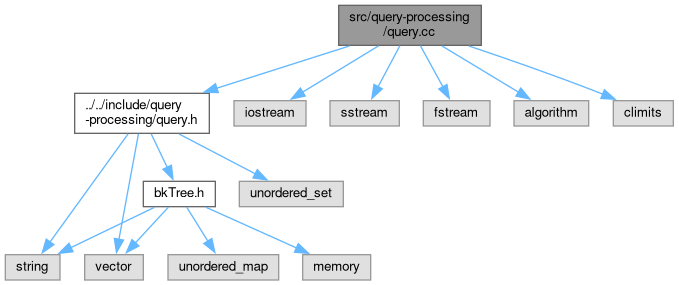 src/query-processing
/query.cc
../../include/query
-processing/query.h
iostream
sstream
fstream
algorithm
climits
bkTree.h
unordered_set
string
vector
unordered_map
memory